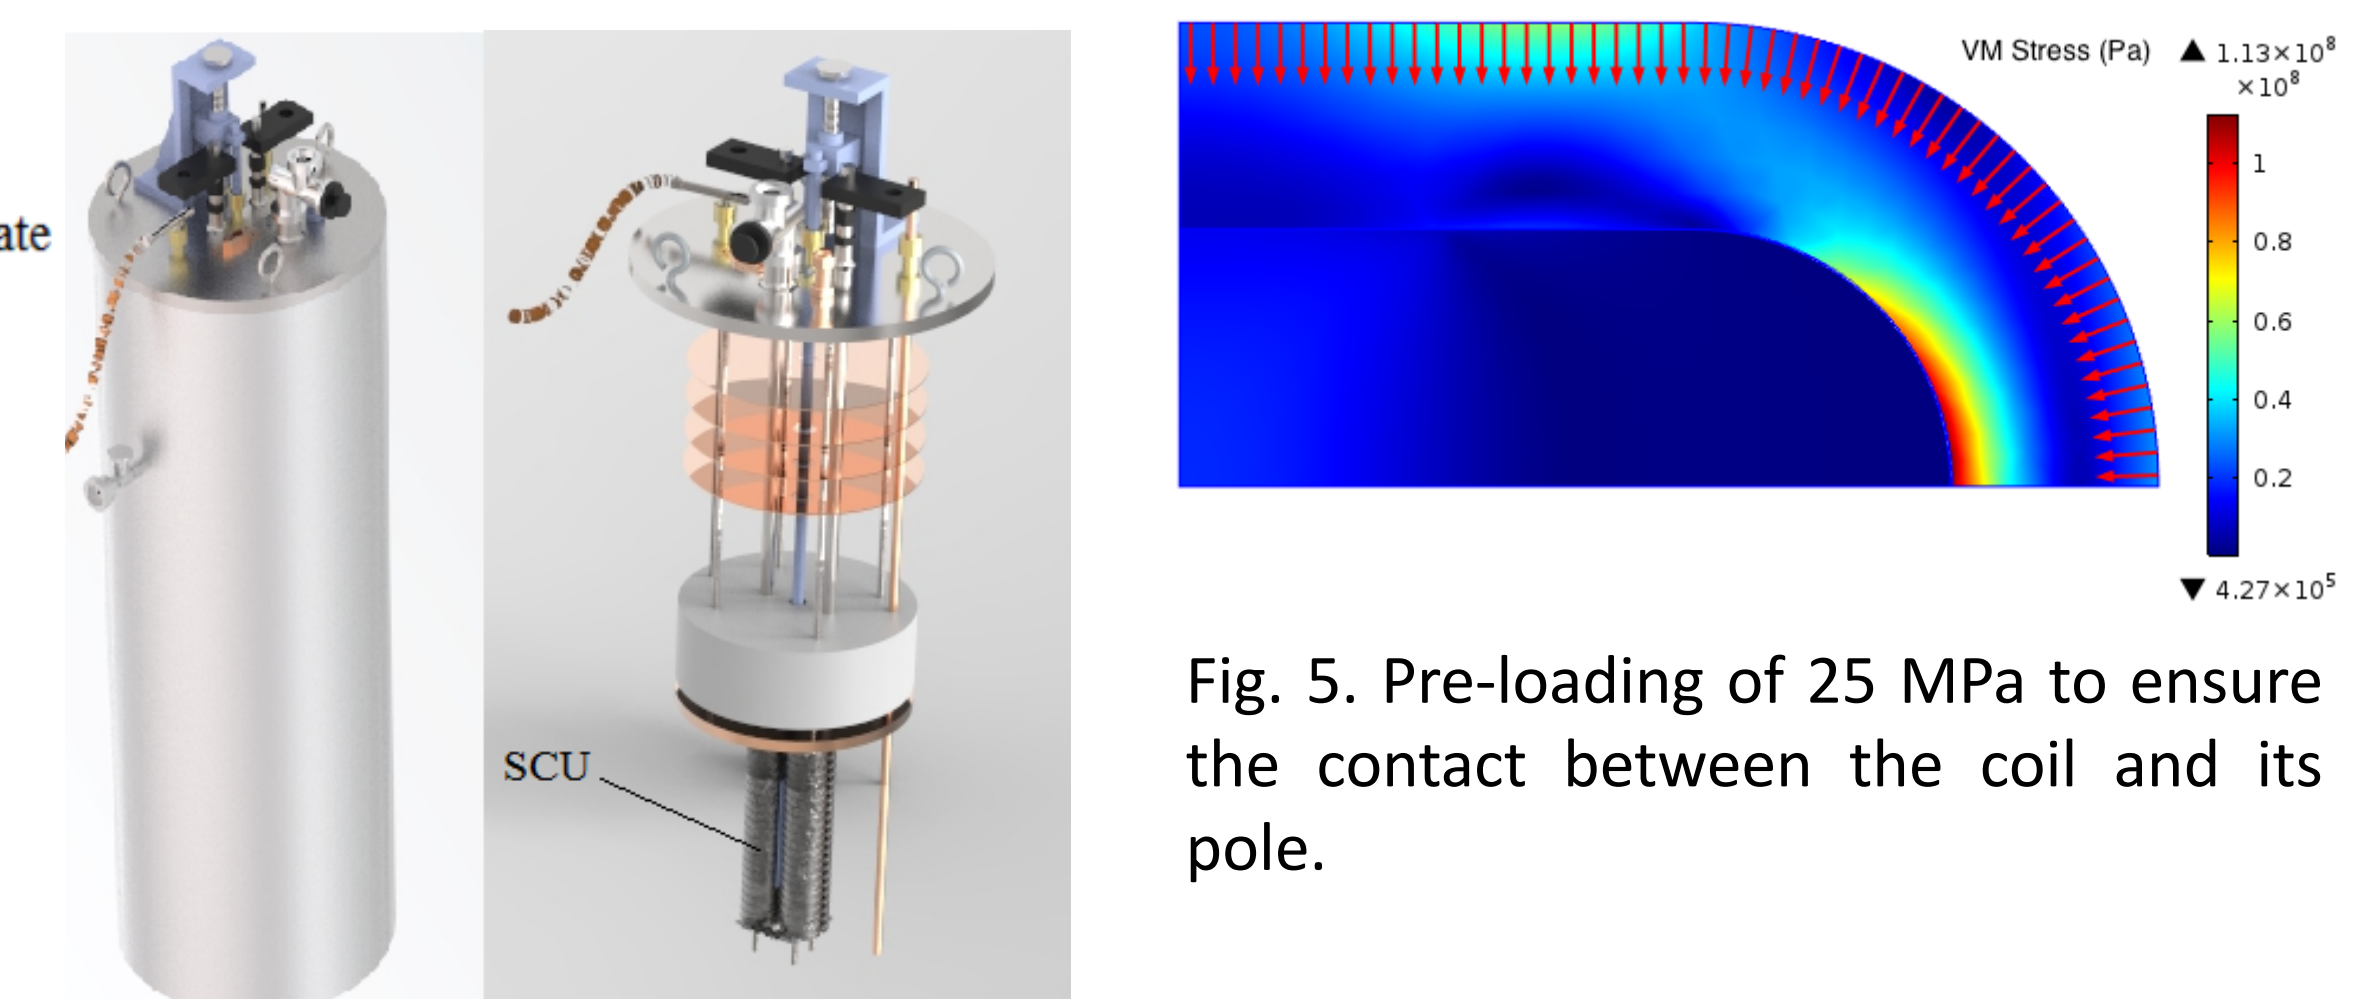 ate
SCU
VM Stress (Pa)
▲ 1.13×10⁸
×10⁸
1
0.8
0.6
0.4
0.2
▼ 4.27×10⁵
Fig. 5. Pre-loading of 25 MPa to ensure
the contact between the coil and its
pole.